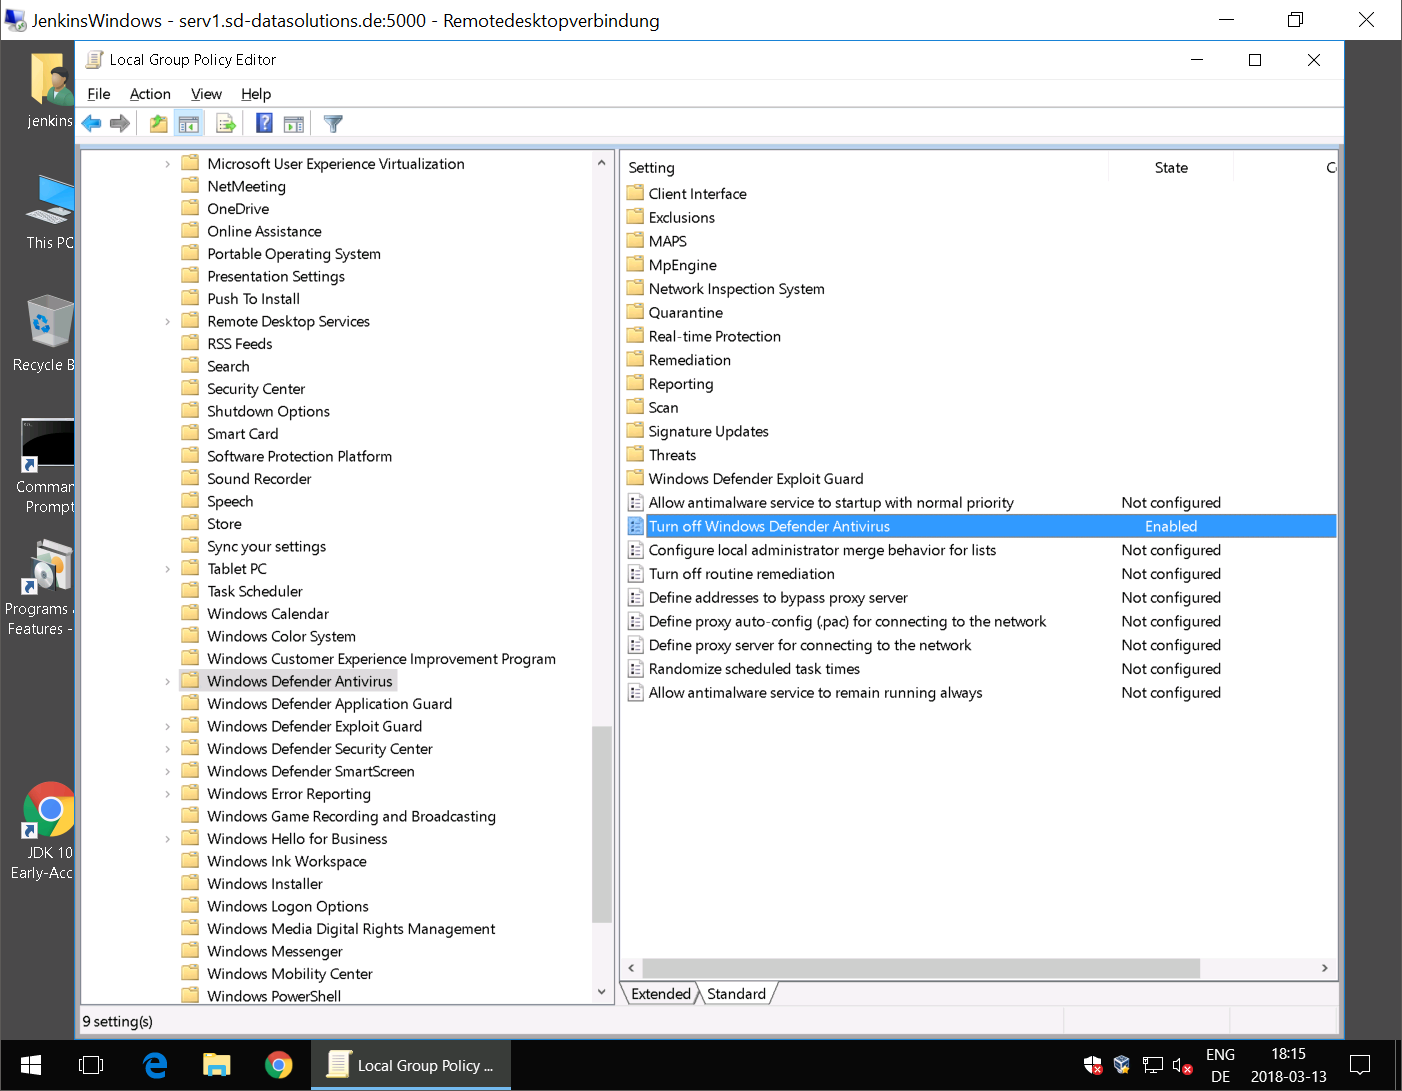 JenkinsWindows - serv1.sd-datasolutions.de:5000 - Remotedesktopverbindung
Local Group Policy Editor
File Action View Help
jenkins
This PC
Recycle B
Comman
Prompt
Programs
Features -
JDK 10
Early-Acc
Microsoft User Experience Virtualization
NetMeeting
OneDrive
Online Assistance
Portable Operating System
Presentation Settings
Push To Install
Remote Desktop Services
RSS Feeds
Search
Security Center
Shutdown Options
Smart Card
Software Protection Platform
Sound Recorder
Speech
Store
Sync your settings
Tablet PC
Task Scheduler
Windows Calendar
Windows Color System
Windows Customer Experience Improvement Program
Windows Defender Antivirus
Windows Defender Application Guard
Windows Defender Exploit Guard
Windows Defender Security Center
Windows Defender SmartScreen
Windows Error Reporting
Windows Game Recording and Broadcasting
Windows Hello for Business
Windows Ink Workspace
Windows Installer
Windows Logon Options
Windows Media Digital Rights Management
Windows Messenger
Windows Mobility Center
Windows PowerShell
Setting State
Client Interface
Exclusions
MAPS
MpEngine
Network Inspection System
Quarantine
Real-time Protection
Remediation
Reporting
Scan
Signature Updates
Threats
Windows Defender Exploit Guard
Allow antimalware service to startup with normal priority Not configured
Turn off Windows Defender Antivirus Enabled
Configure local administrator merge behavior for lists Not configured
Turn off routine remediation Not configured
Define addresses to bypass proxy server Not configured
Define proxy auto-config (.pac) for connecting to the network Not configured
Define proxy server for connecting to the network Not configured
Randomize scheduled task times Not configured
Allow antimalware service to remain running always Not configured
Extended Standard
9 setting(s)
Local Group Policy ...
ENG
DE
18:15
2018-03-13